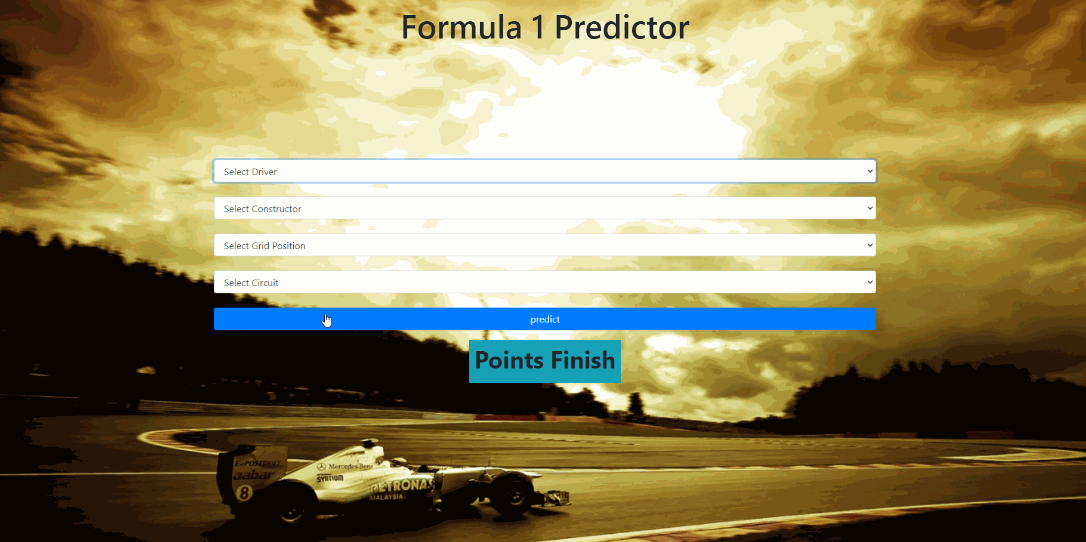 Formula 1 Predictor
Select Driver
Select Constructor
Select Grid Position
Select Circuit
predict
Points Finish
aabar
8
Mercedes-Benz
SYNTIUM
PETRONAS
MALAYSIA